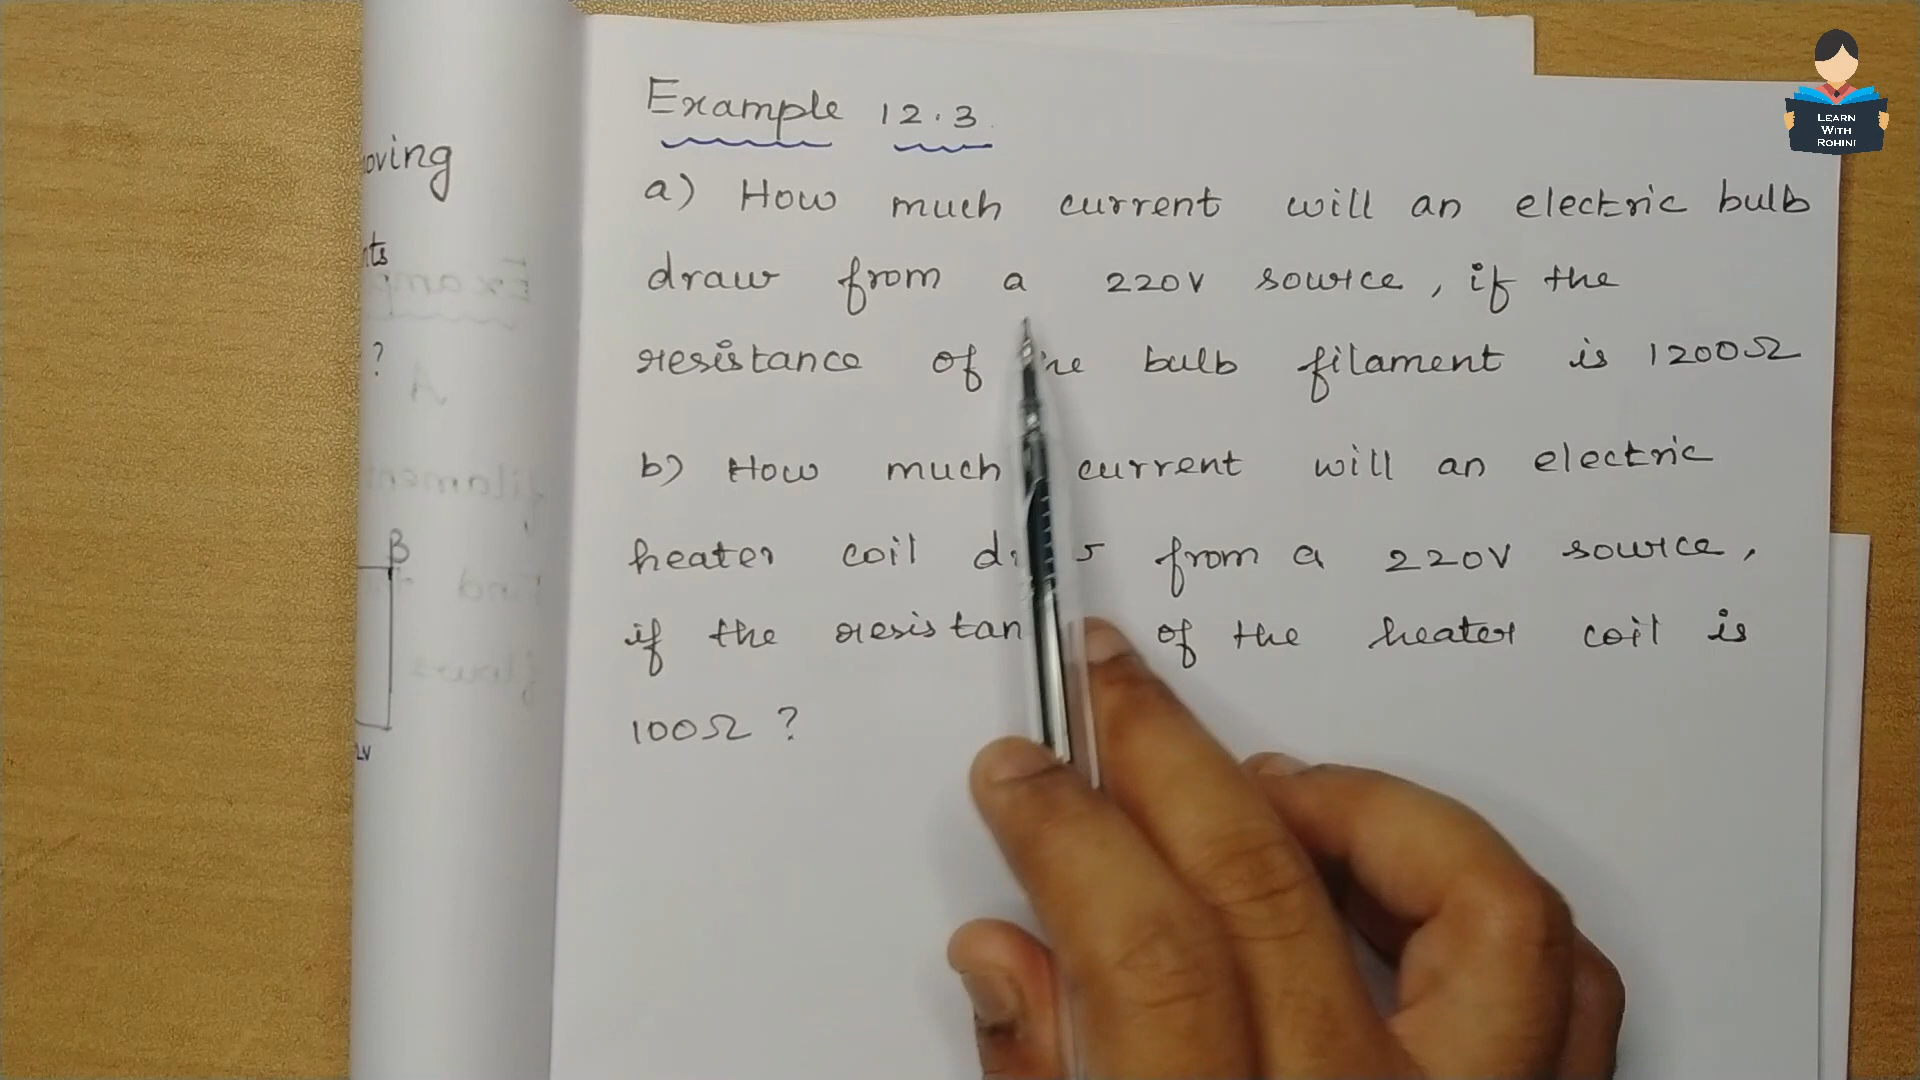 Example 12.3
a) How much current will an electric bulb
draw from a 220V source, if the
resistance of bulb filament is 1200Ω
b) How much current will an electric
heater coil from a 220V source,
if the of the heater coil is
100Ω ?
B
?
LEARN
WITH
ROHINI